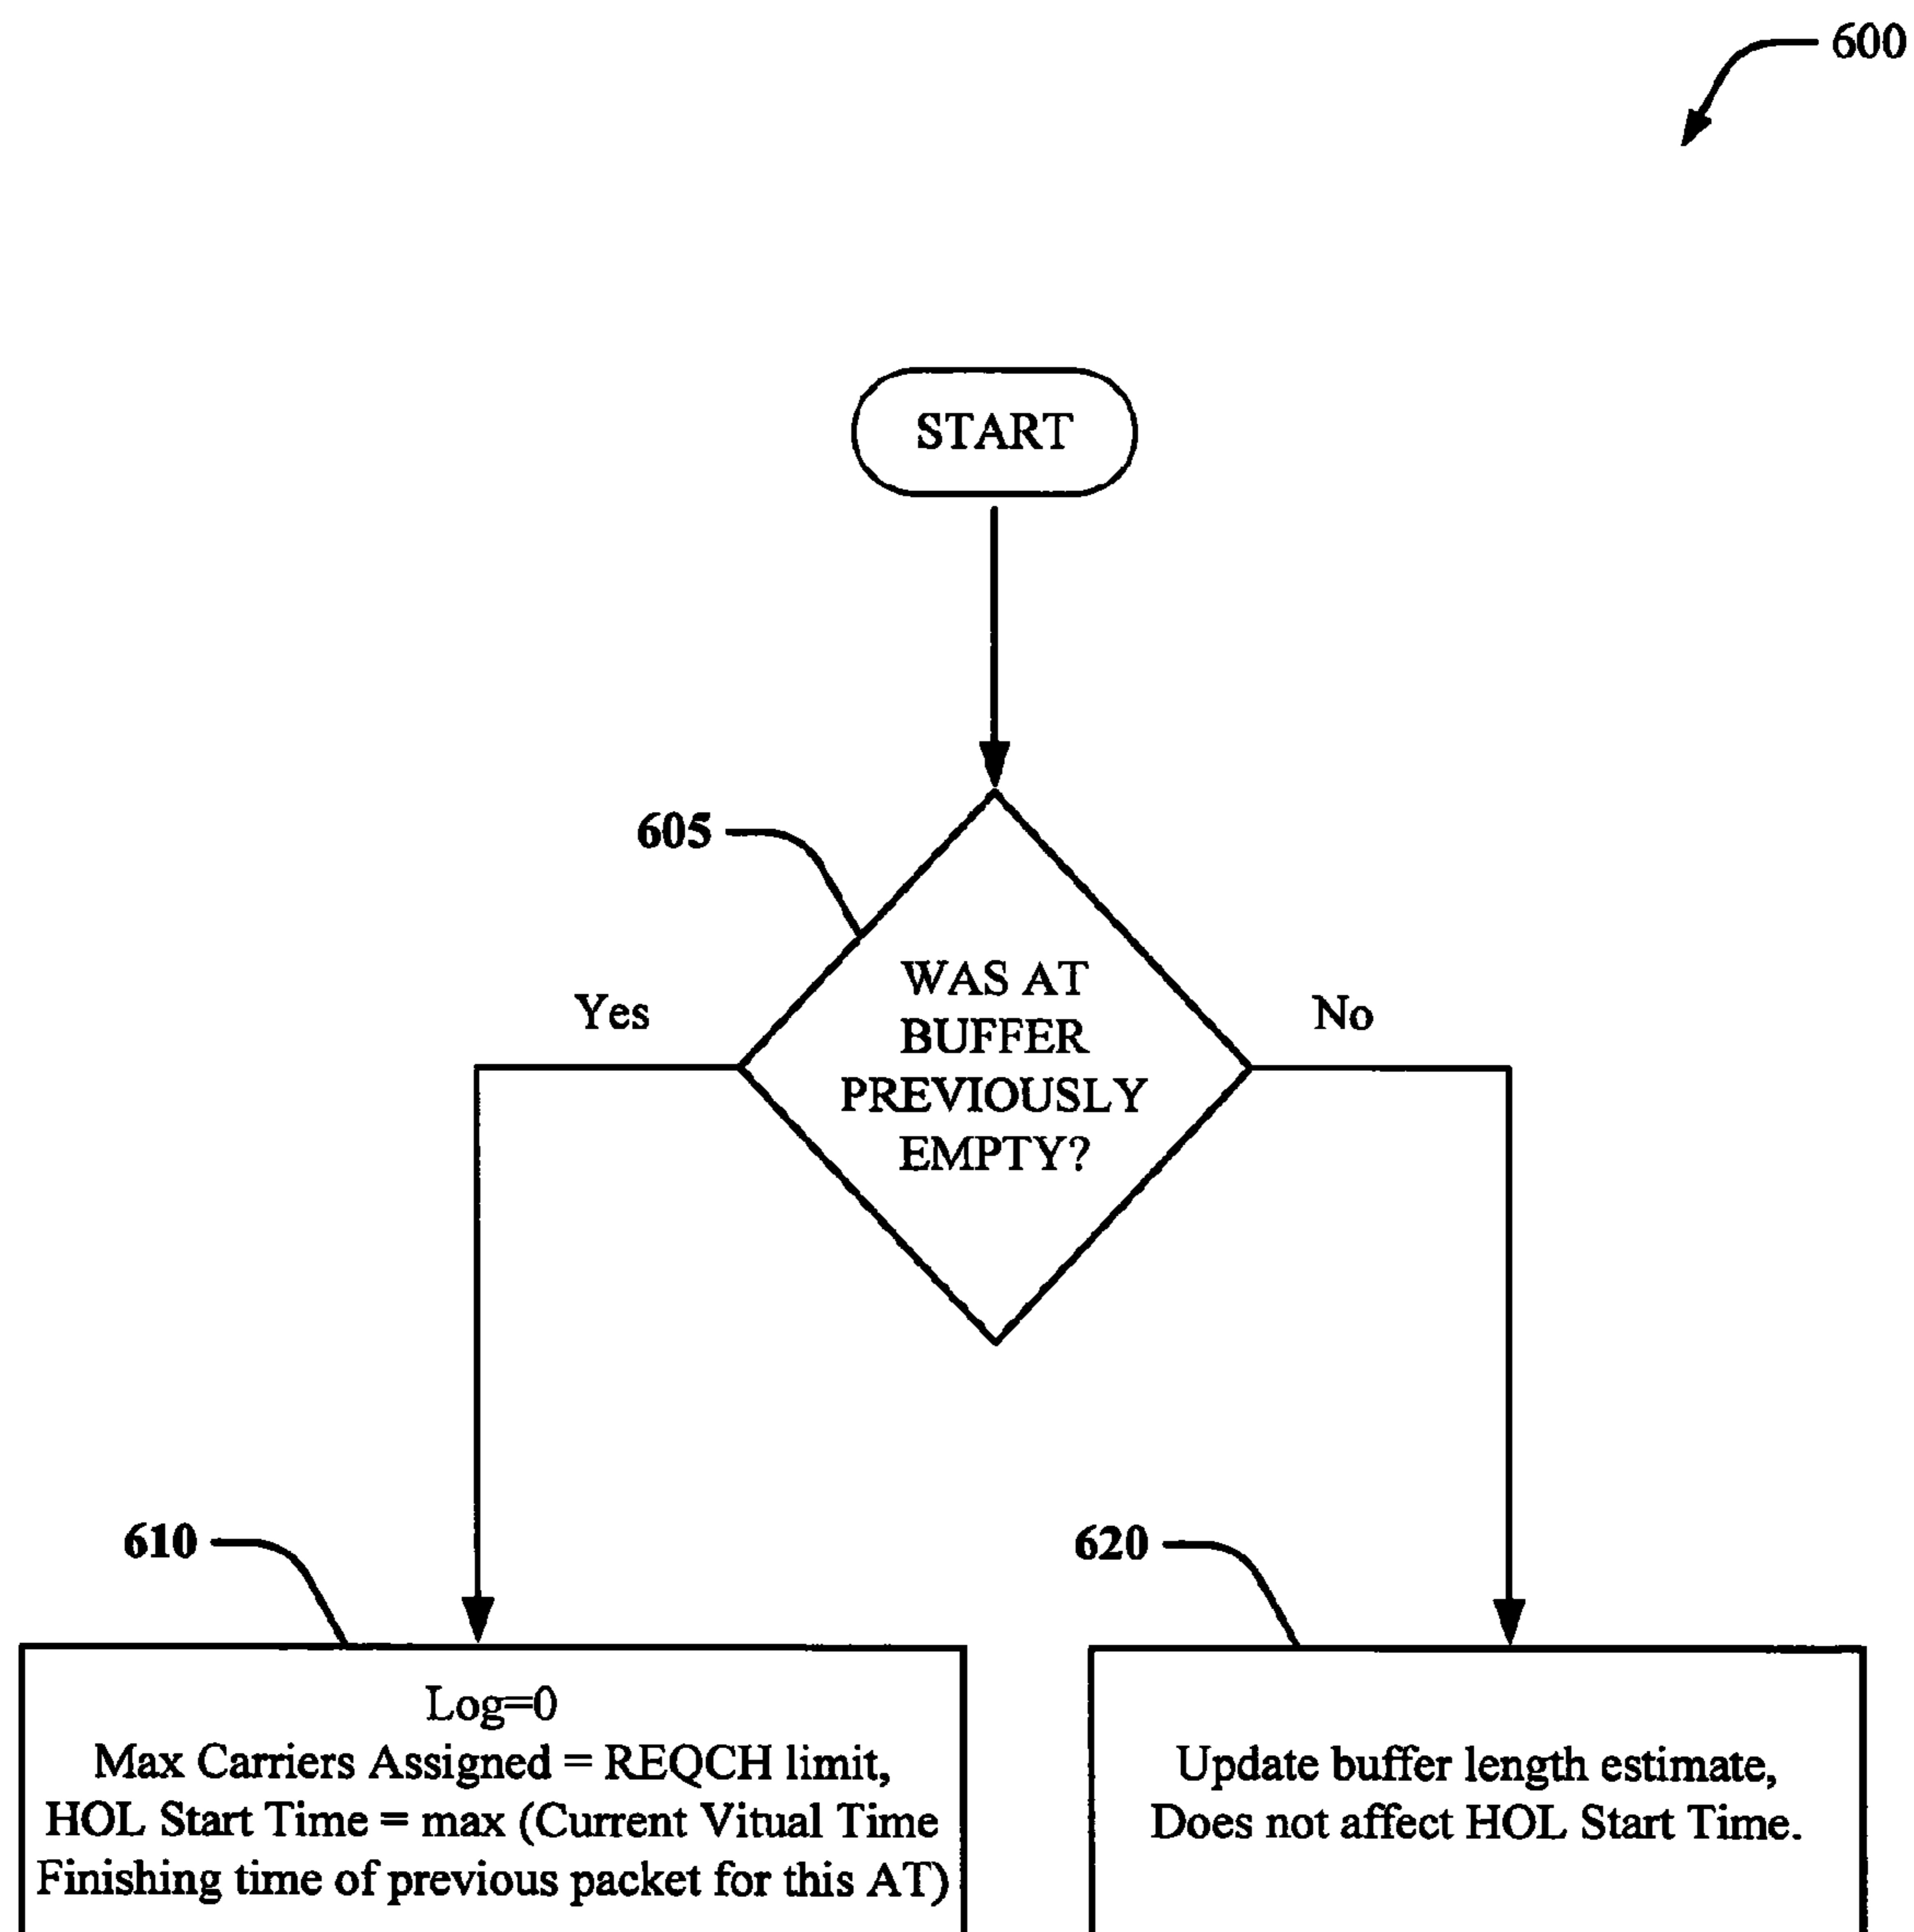 600
START
605
WAS AT
BUFFER
PREVIOUSLY
EMPTY?
Yes
No
610
620
Log=0
Max Carriers Assigned = REQCH limit,
HOL Start Time = max (Current Vitual Time
Finishing time of previous packet for this AT)
Update buffer length estimate,
Does not affect HOL Start Time.